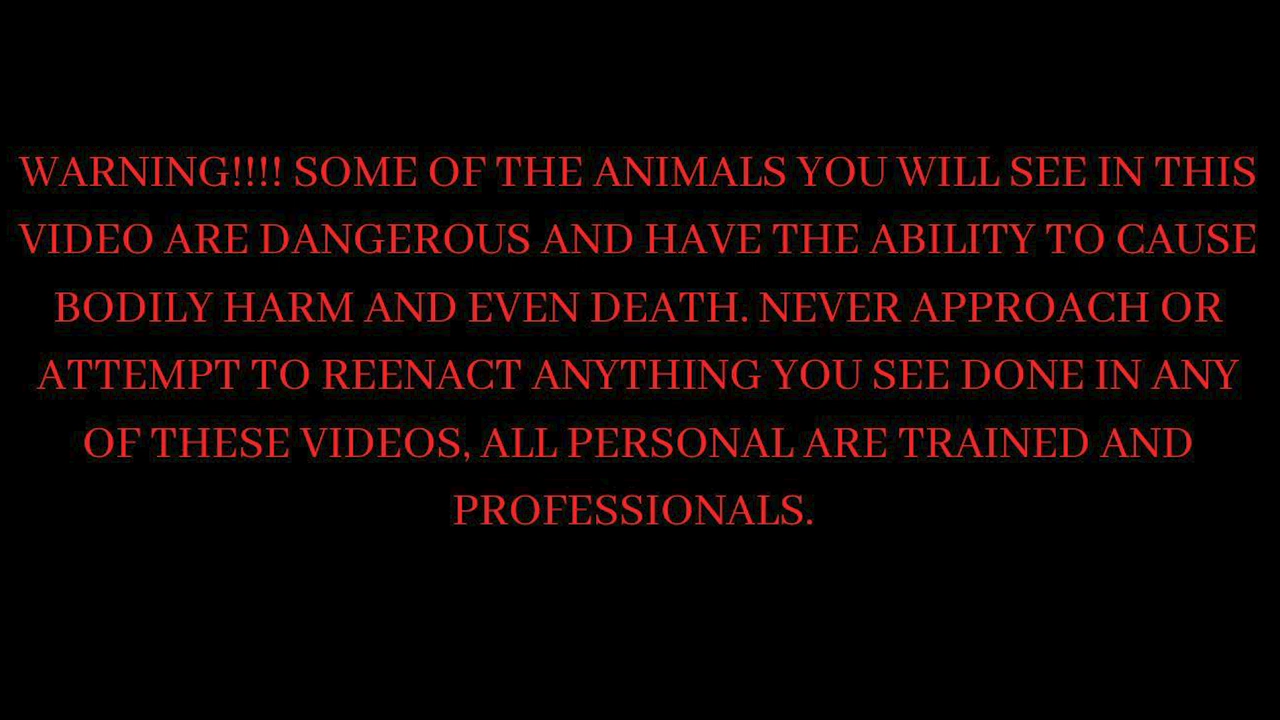 WARNING!!!! SOME OF THE ANIMALS YOU WILL SEE IN THIS
VIDEO ARE DANGEROUS AND HAVE THE ABILITY TO CAUSE
BODILY HARM AND EVEN DEATH. NEVER APPROACH OR
ATTEMPT TO REENACT ANYTHING YOU SEE DONE IN ANY
OF THESE VIDEOS, ALL PERSONAL ARE TRAINED AND
PROFESSIONALS.